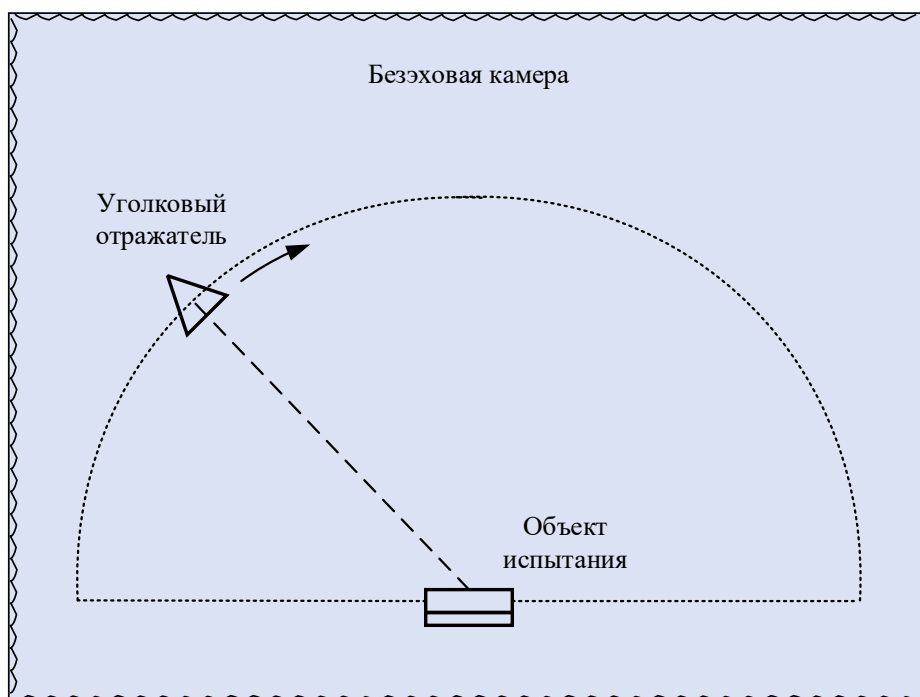 Безэховая камера
Уголковый
отражатель
Объект
испытания